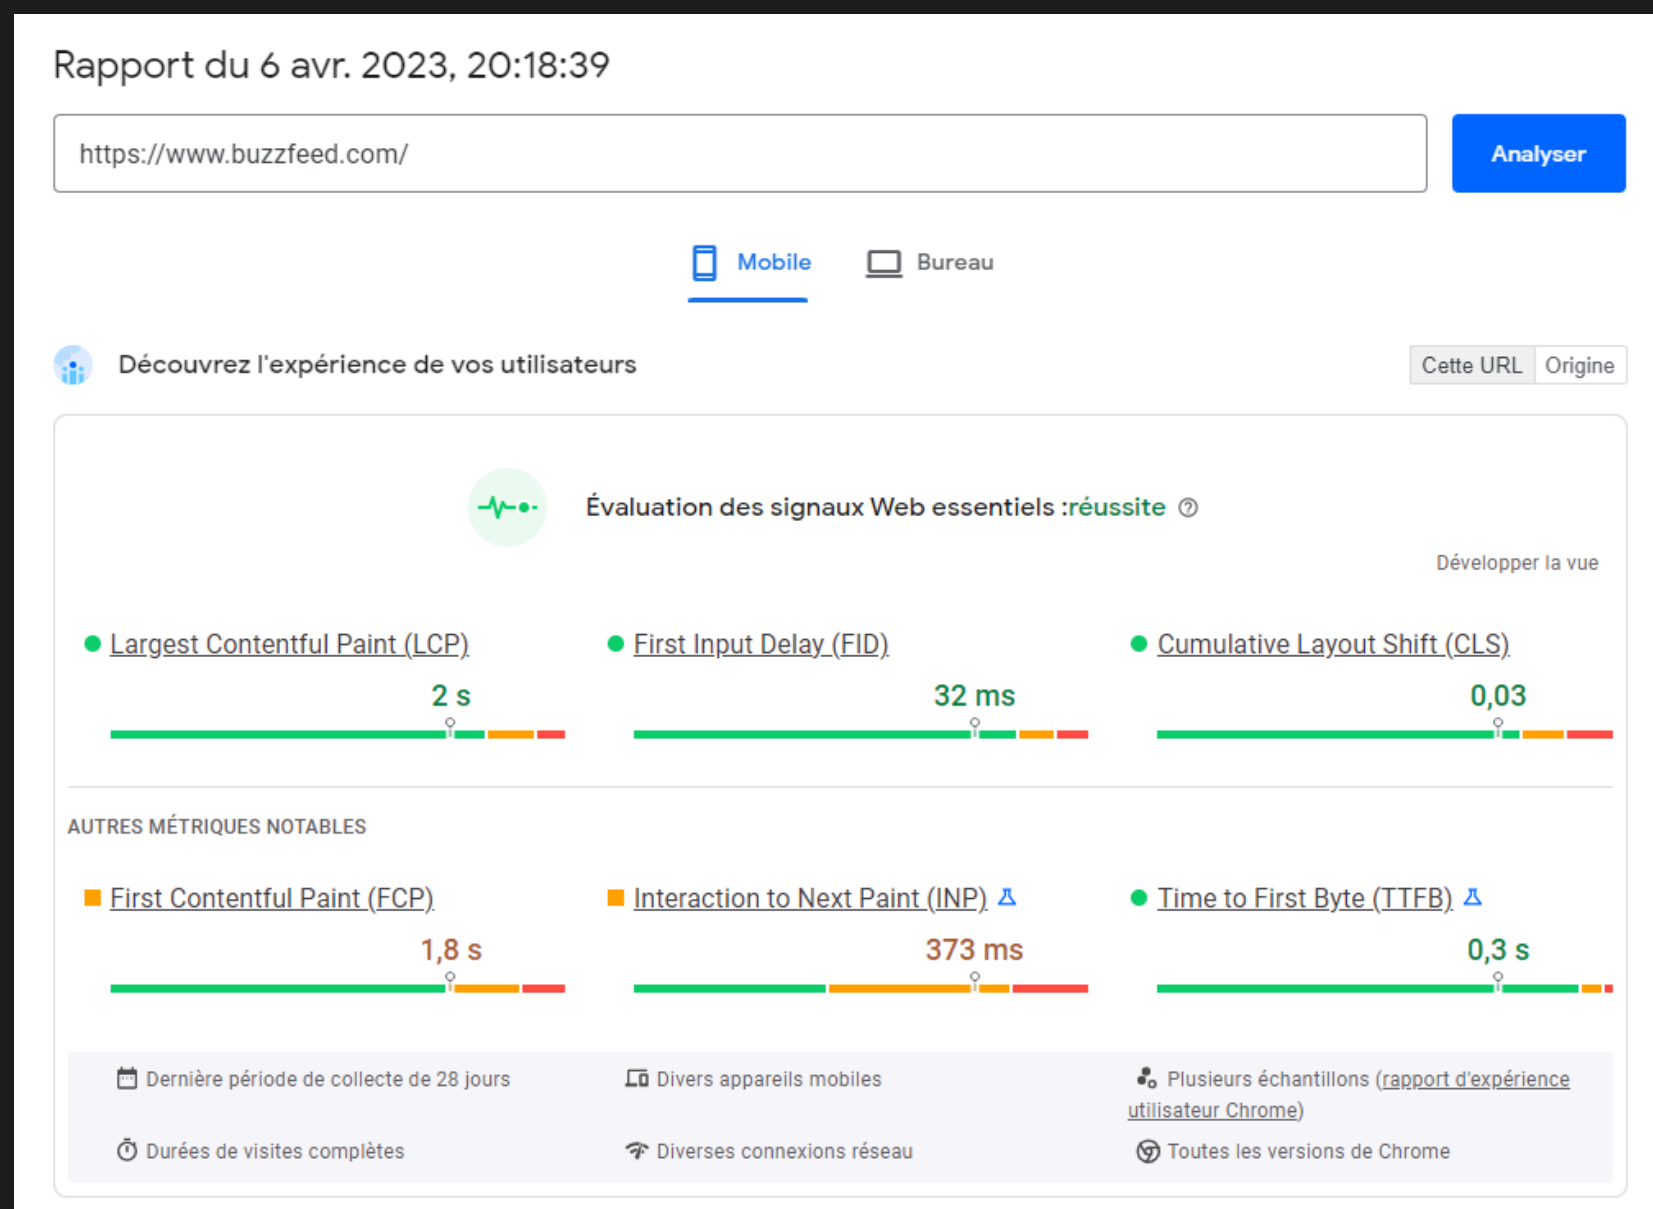 Rapport du 6 avr. 2023, 20:18:39
https://www.buzzfeed.com/
Analyser
Mobile
Bureau
Découvrez l'expérience de vos utilisateurs
Cette URL
Origine
Évaluation des signaux Web essentiels :réussite
Développer la vue
Largest Contentful Paint (LCP)
2 s
First Input Delay (FID)
32 ms
Cumulative Layout Shift (CLS)
0,03
AUTRES MÉTRIQUES NOTABLES
First Contentful Paint (FCP)
1,8 s
Interaction to Next Paint (INP)
373 ms
Time to First Byte (TTFB)
0,3 s
Dernière période de collecte de 28 jours
Divers appareils mobiles
Plusieurs échantillons (rapport d'expérience
utilisateur Chrome)
Durées de visites complètes
Diverses connexions réseau
Toutes les versions de Chrome